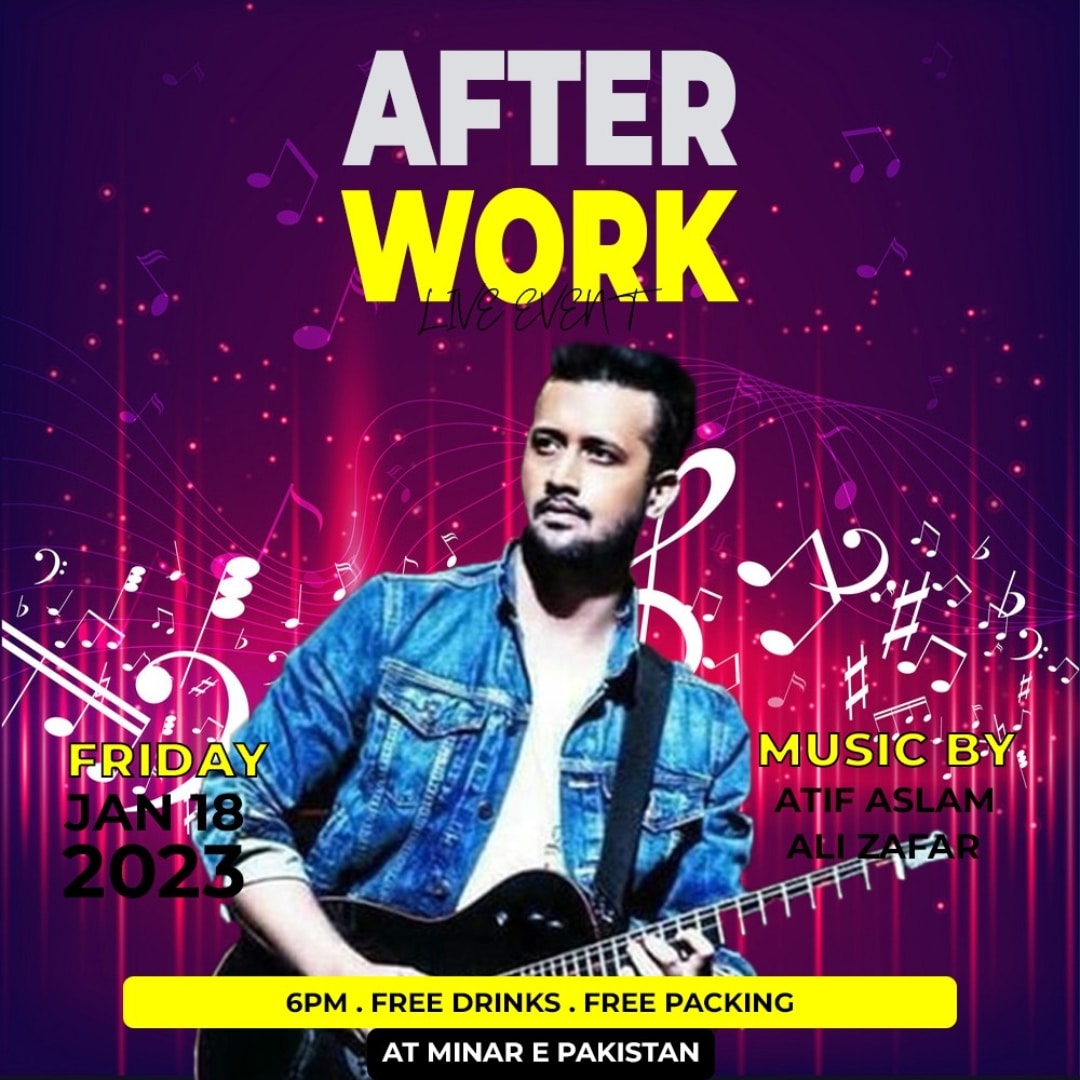 AFTER
WORK
LIVE EVENT
FRIDAY
JAN 18
2023
MUSIC BY
ATIF ASLAM
ALI ZAFAR
6PM . FREE DRINKS . FREE PACKING
AT MINAR E PAKISTAN